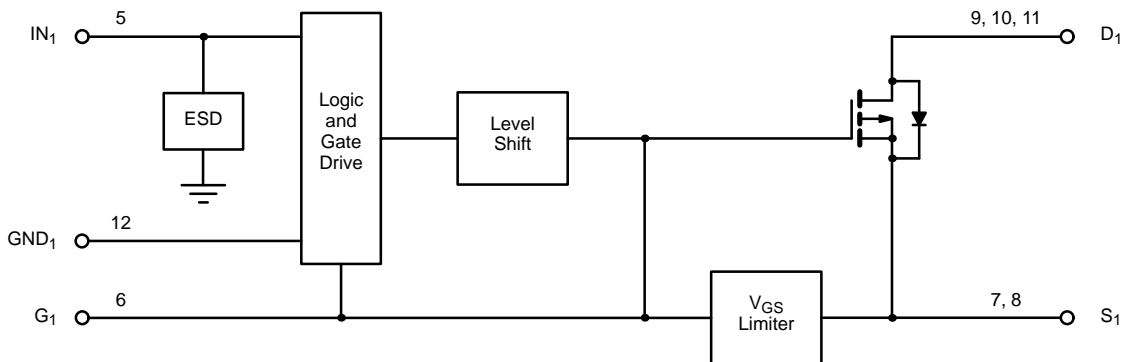 5
9, 10, 11
IN1
D1
ESD
Logic
and
Gate
Drive
Level
Shift
12
GND1
6
7, 8
G1
VGS
Limiter
S1